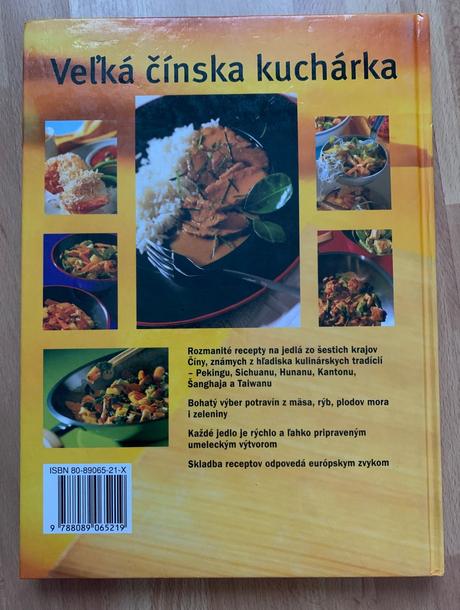 Veľká čínska kuchárka
Rozmanité recepty na jedlá zo šestich krajov
Číny, známych z hľadiska kulinárskych tradícií
– Pekingu, Sichuanu, Hunanu, Kantonu,
Šanghaja a Taiwanu
Bohatý výber potravín z mäsa, rýb, plodov mora
i zeleniny
Každé jedlo je rýchlo a ľahko pripraveným
umeleckým výtvorom
Skladba receptov odpovedá európskym zvykom
ISBN 80-89065-21-X
9 788089 065219